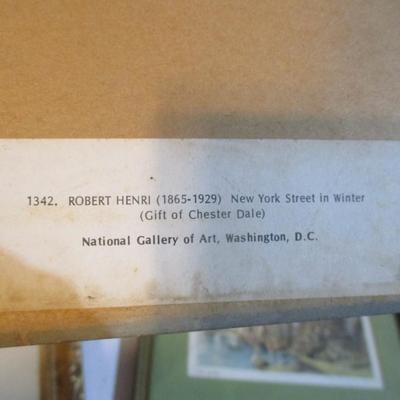 1342. ROBERT HENRI (1865-1929) New York Street in Winter
(Gift of Chester Dale)
National Gallery of Art, Washington, D.C.